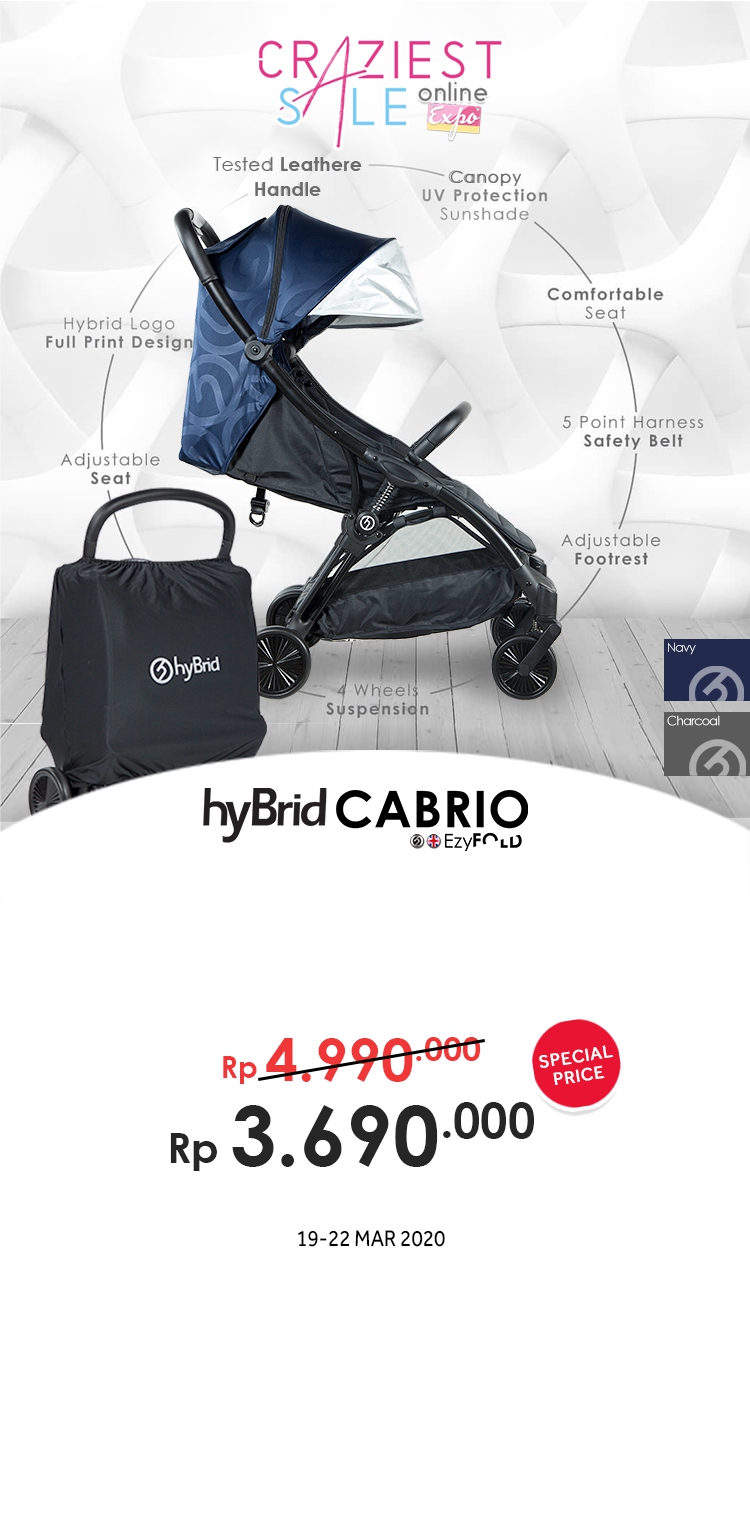 CRAZIEST
SALE online
Expo
Tested Leathere
Handle
Canopy
UV Protection
Sunshade
Comfortable
Seat
Hybrid Logo
Full Print Design
5 Point Harness
Safety Belt
Adjustable
Seat
Adjustable
Footrest
hyBrid
4 Wheels
Suspension
Navy
Charcoal
hyBrid CABRIO
EzyFOLD
Rp 4.990.000
SPECIAL
PRICE
Rp 3.690.000
19-22 MAR 2020